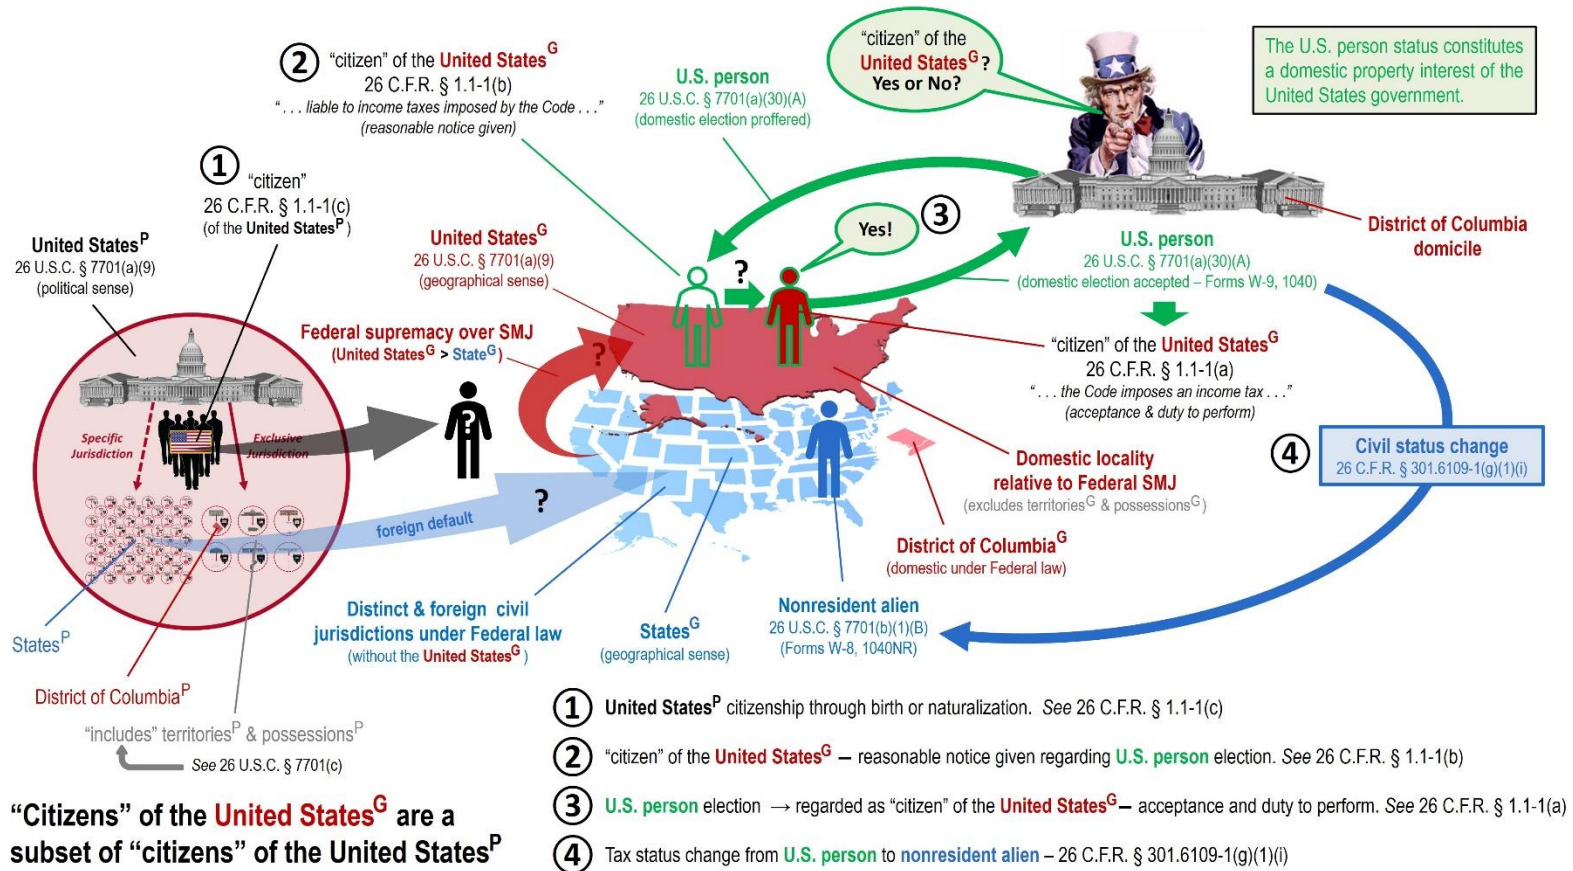 ② "citizen" of the United StatesG
26 C.F.R. § 1.1-1(b)
". . . liable to income taxes imposed by the Code . . ."
(reasonable notice given)
U.S. person
26 U.S.C. § 7701(a)(30)(A)
(domestic election proffered)
"citizen" of the
United StatesG?
Yes or No?
The U.S. person status constitutes
a domestic property interest of the
United States government.
① "citizen"
26 C.F.R. § 1.1-1(c)
(of the United StatesP)
United StatesP
26 U.S.C. § 7701(a)(9)
(political sense)
United StatesG
26 U.S.C. § 7701(a)(9)
(geographical sense)
Yes!
③
?
District of Columbia
domicile
U.S. person
26 U.S.C. § 7701(a)(30)(A)
(domestic election accepted – Forms W-9, 1040)
Federal supremacy over SMJ
(United StatesG > StateG)
?
?
"citizen" of the United StatesG
26 C.F.R. § 1.1-1(a)
". . . the Code imposes an income tax . . ."
(acceptance & duty to perform)
Specific
Jurisdiction
Exclusive
Jurisdiction
④
Civil status change
26 C.F.R. § 301.6109-1(g)(1)(i)
foreign default
?
Domestic locality
relative to Federal SMJ
(excludes territoriesG & possessionsG)
District of ColumbiaG
(domestic under Federal law)
Distinct & foreign civil
jurisdictions under Federal law
(without the United StatesG)
StatesG
(geographical sense)
Nonresident alien
26 U.S.C. § 7701(b)(1)(B)
(Forms W-8, 1040NR)
StatesP
District of ColumbiaP
"includes" territoriesP & possessionsP
See 26 U.S.C. § 7701(c)
"Citizens" of the United StatesG are a
subset of "citizens" of the United StatesP
① United StatesP citizenship through birth or naturalization. See 26 C.F.R. § 1.1-1(c)
② "citizen" of the United StatesG – reasonable notice given regarding U.S. person election. See 26 C.F.R. § 1.1-1(b)
③ U.S. person election → regarded as "citizen" of the United StatesG – acceptance and duty to perform. See 26 C.F.R. § 1.1-1(a)
④ Tax status change from U.S. person to nonresident alien – 26 C.F.R. § 301.6109-1(g)(1)(i)